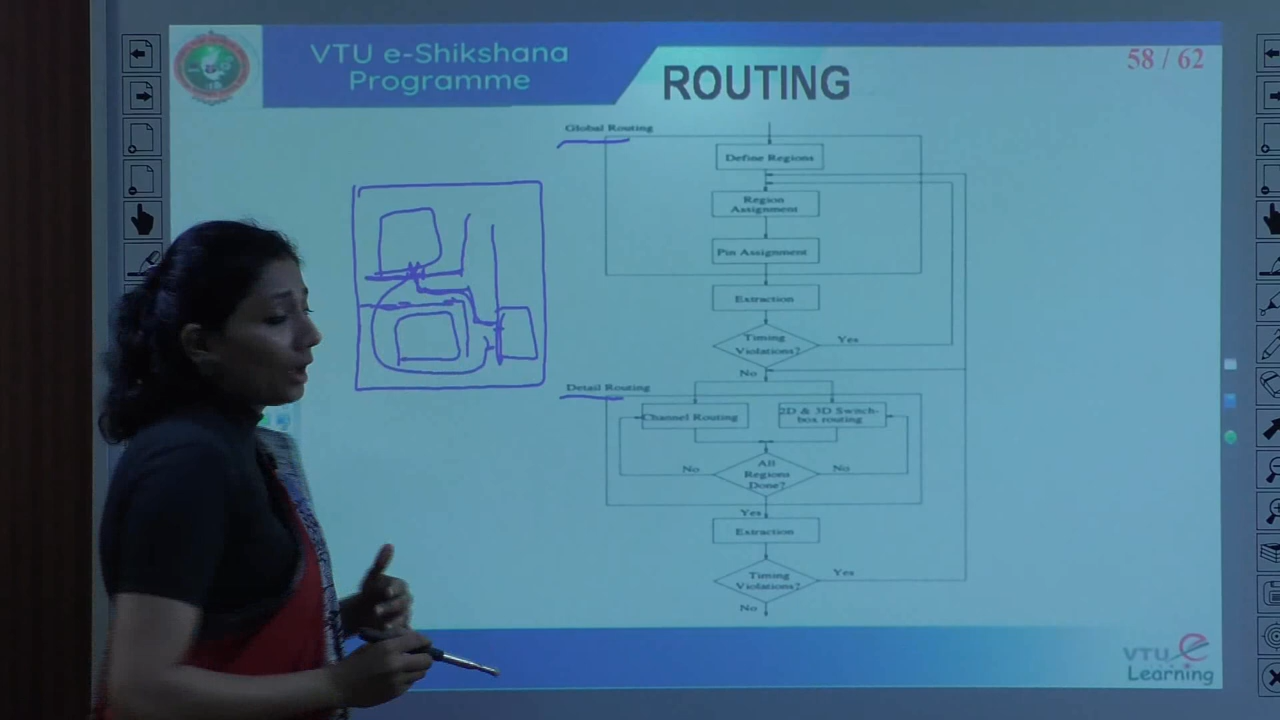 VTU e-Shikshana
Programme
ROUTING
58 / 62
Global Routing
Define Regions
Region
Assignment
Pin Assignment
Extraction
Timing
Violations?
Yes
No
Detail Routing
Channel Routing
2D & 3D Switch-
box routing
All
Regions
Done?
No
No
Yes
Extraction
Timing
Violations?
Yes
No
VTU e
Learning